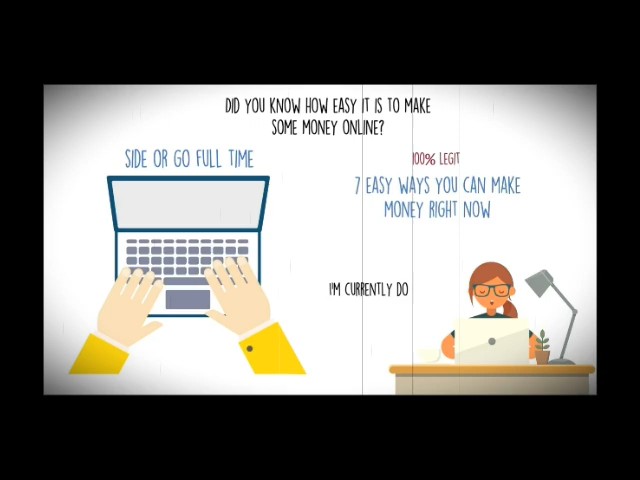 DID YOU KNOW HOW EASY IT IS TO MAKE
SOME MONEY ONLINE?
SIDE OR GO FULL TIME
100% LEGIT
7 EASY WAYS YOU CAN MAKE
MONEY RIGHT NOW
I'M CURRENTLY DO